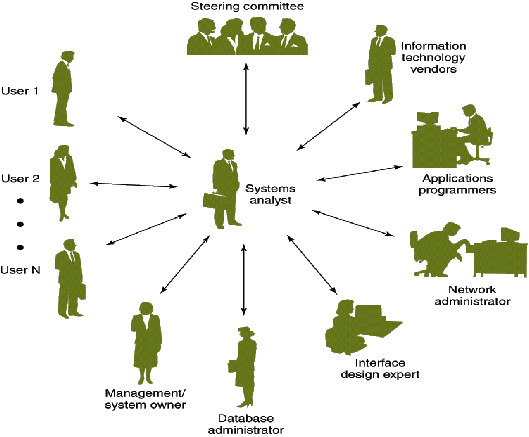 Steering committee
Information
technology
vendors
User 1
Applications
programmers
User 2
Systems
analyst
User N
Network
administrator
Interface
design expert
Management/
system owner
Database
administrator